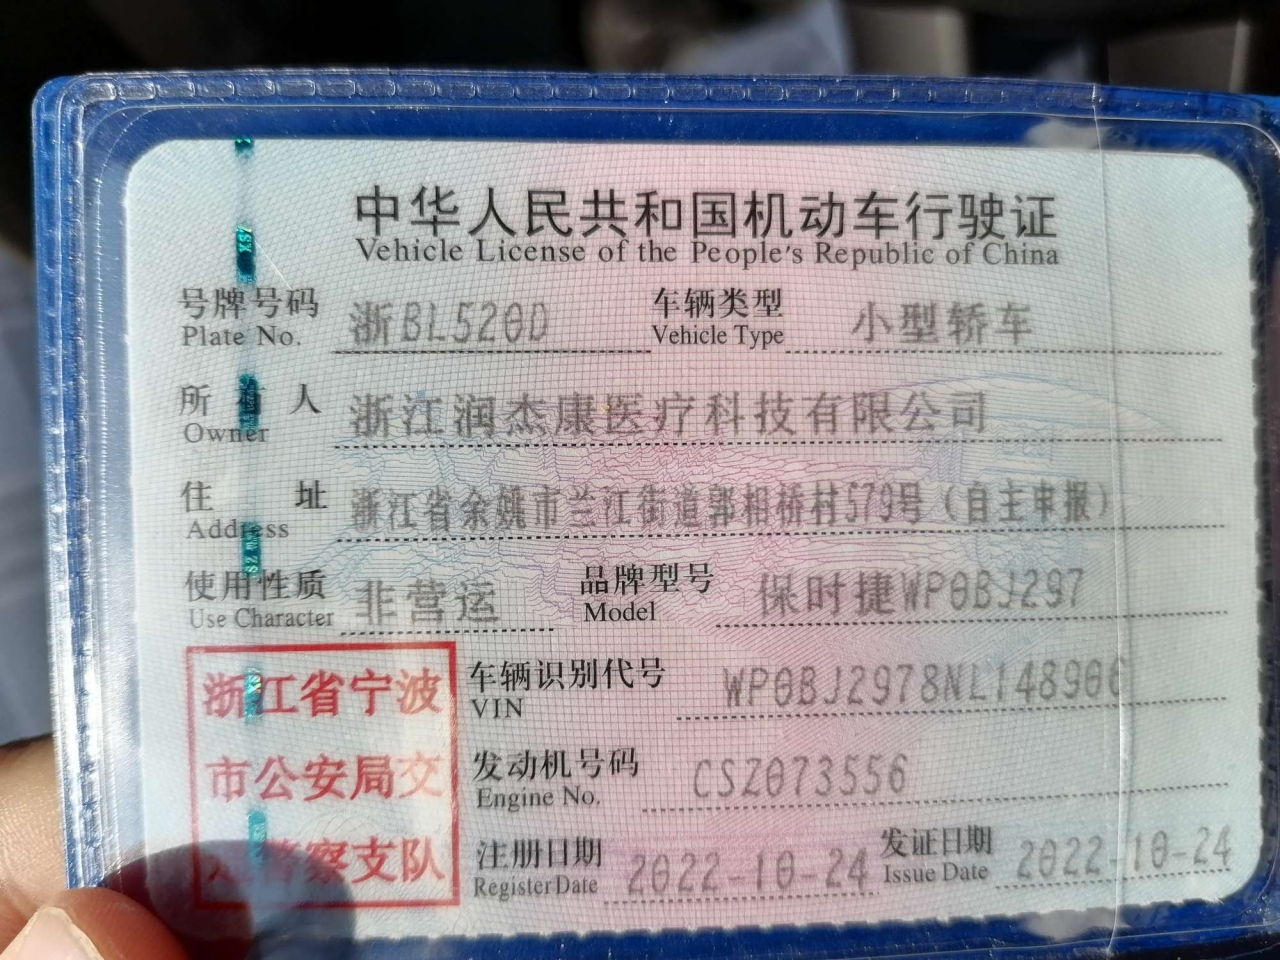 中华人民共和国机动车行驶证
Vehicle License of the People's Republic of China
号牌号码 浙BL520D 车辆类型 小型轿车
Plate No. Vehicle Type
所 人 浙江润杰康医疗科技有限公司
Owner
住 址 浙江省余姚市兰江街道郭相桥村579号（自主申报）
Address
使用性质 非营运 品牌型号 保时捷WP0BJ297
Use Character Model
浙江省宁波 车辆识别代号 WP0BJ2978NL148906
VIN
市公安局交 发动机号码 CSZ073556
Engine No.
警察支队 注册日期 2022-10-24 发证日期 2022-10-24
Register Date Issue Date